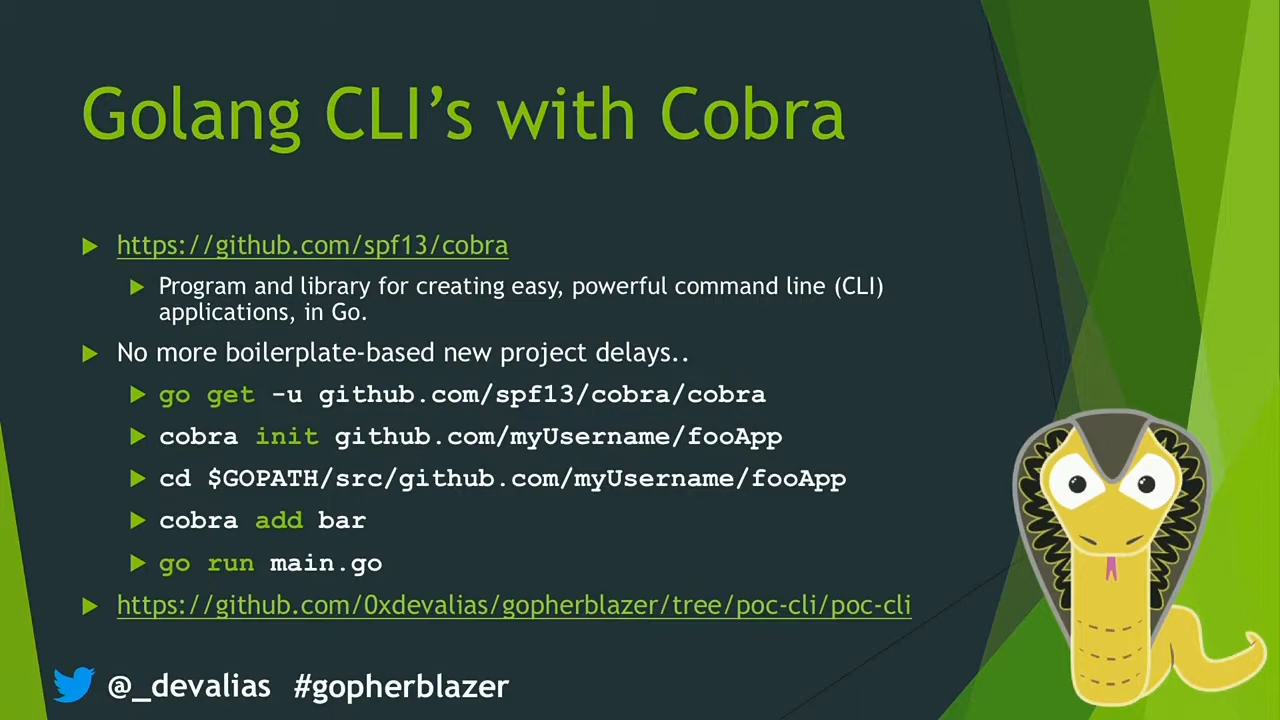 Golang CLI’s with Cobra
https://github.com/spf13/cobra
Program and library for creating easy, powerful command line (CLI)
applications, in Go.
No more boilerplate-based new project delays..
go get -u github.com/spf13/cobra/cobra
cobra init github.com/myUsername/fooApp
cd $GOPATH/src/github.com/myUsername/fooApp
cobra add bar
go run main.go
https://github.com/0xdevalias/gopherblazer/tree/poc-cli/poc-cli
@_devalias #gopherblazer